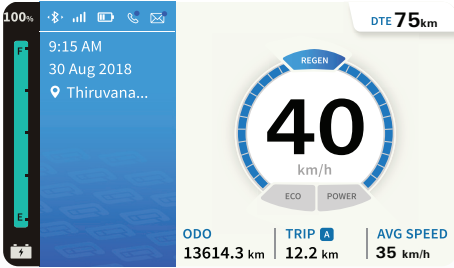 100%
F
E
9:15 AM
30 Aug 2018
Thiruvana...
DTE 75km
REGEN
40
km/h
ECO
POWER
ODO
13614.3 km
TRIP A
12.2 km
AVG SPEED
35 km/h